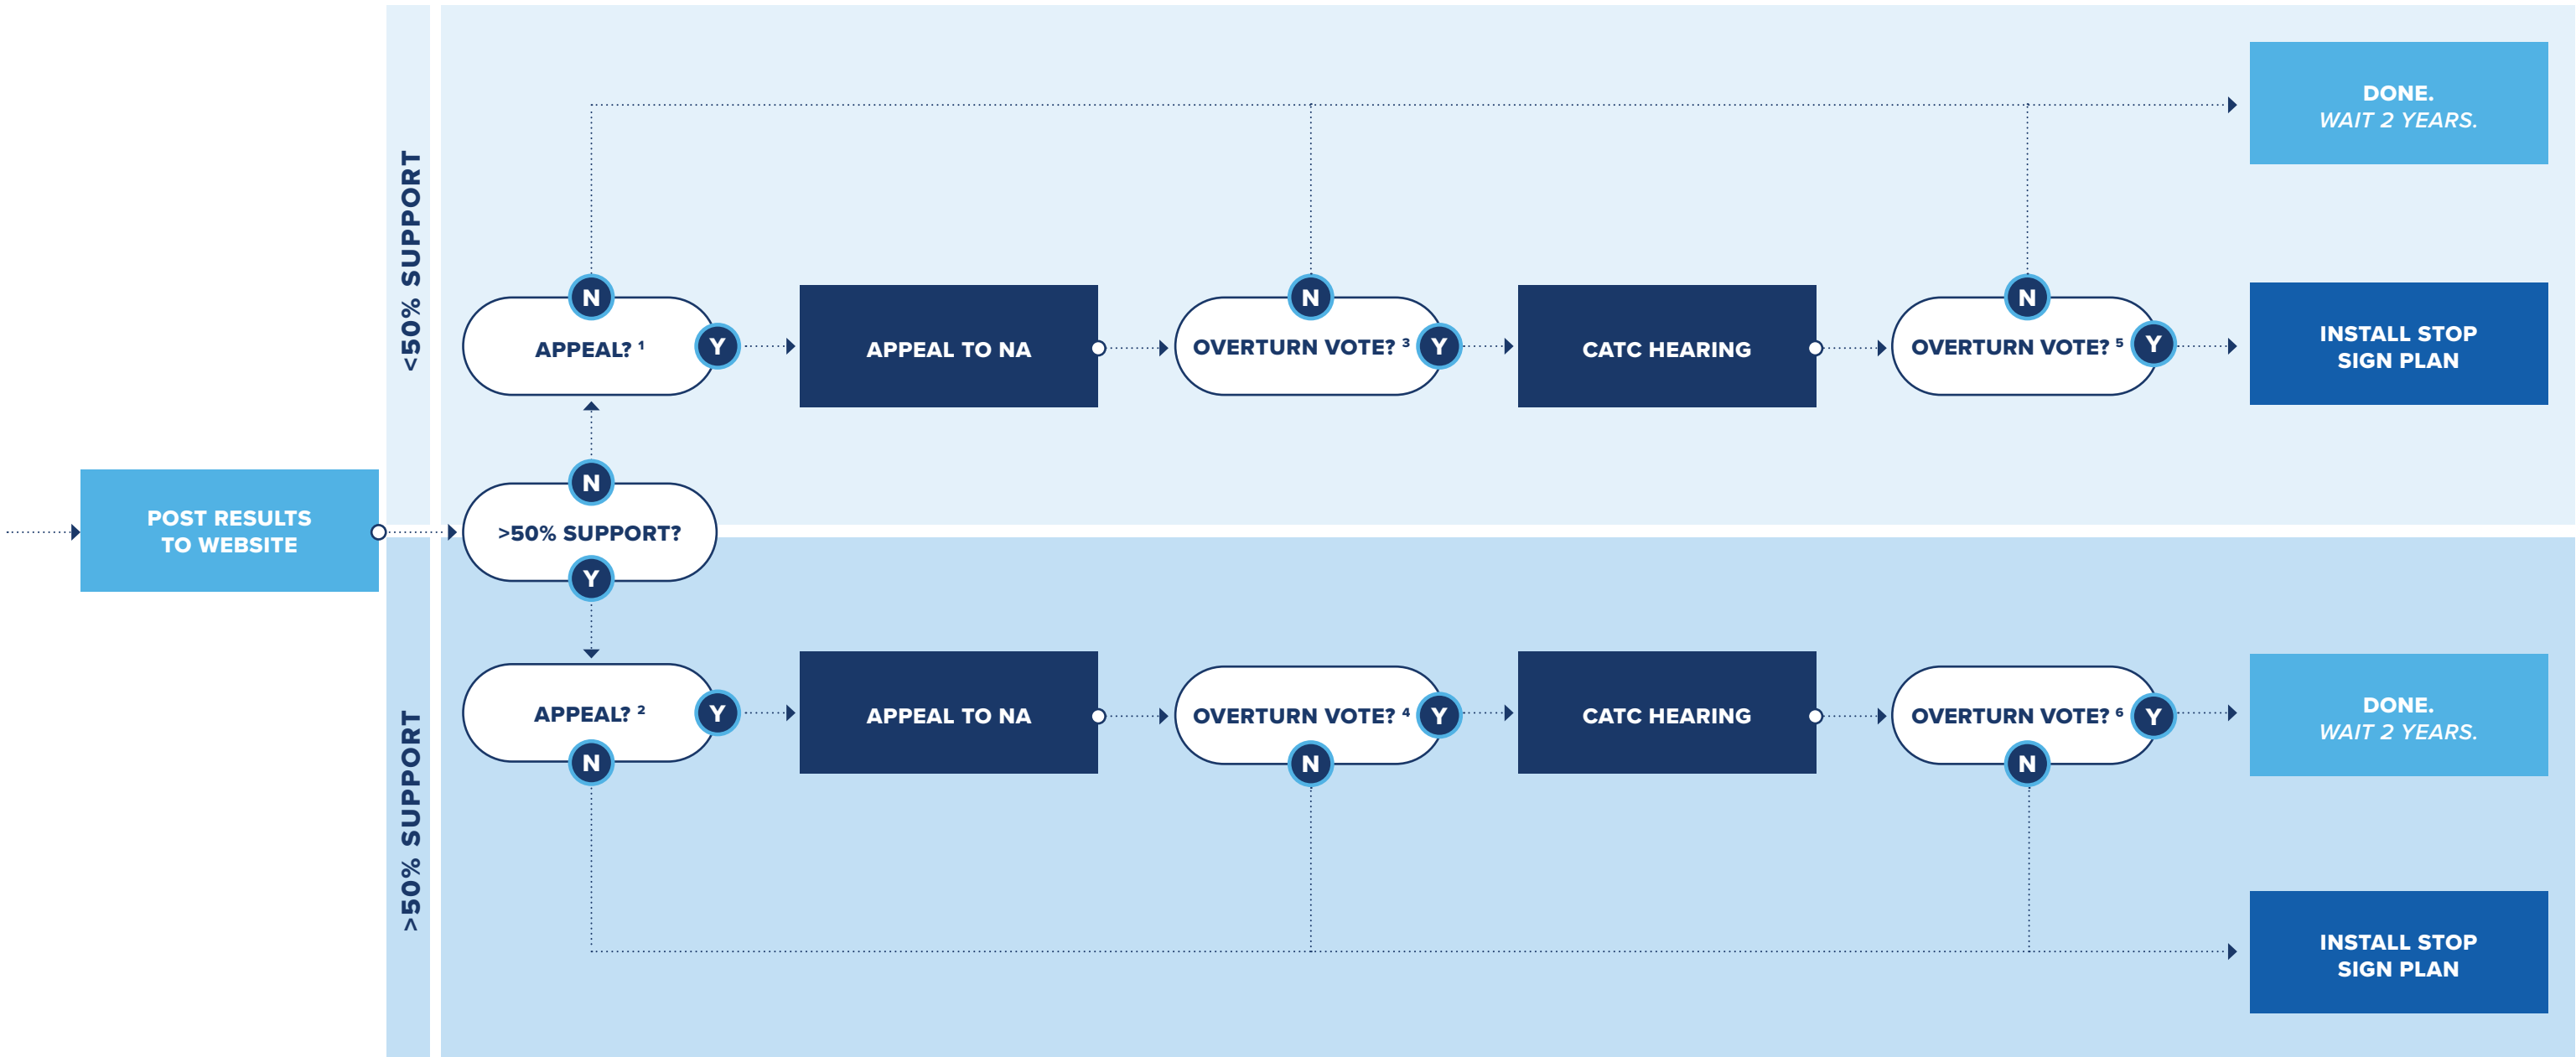 <50% SUPPORT
DONE.
WAIT 2 YEARS.
N
N
N
APPEAL? ¹
Y
APPEAL TO NA
OVERTURN VOTE? ³
Y
CATC HEARING
OVERTURN VOTE? ⁵
Y
INSTALL STOP
SIGN PLAN
POST RESULTS
TO WEBSITE
N
>50% SUPPORT?
Y
>50% SUPPORT
APPEAL? ²
Y
APPEAL TO NA
OVERTURN VOTE? ⁴
Y
CATC HEARING
OVERTURN VOTE? ⁶
Y
DONE.
WAIT 2 YEARS.
N
N
N
INSTALL STOP
SIGN PLAN